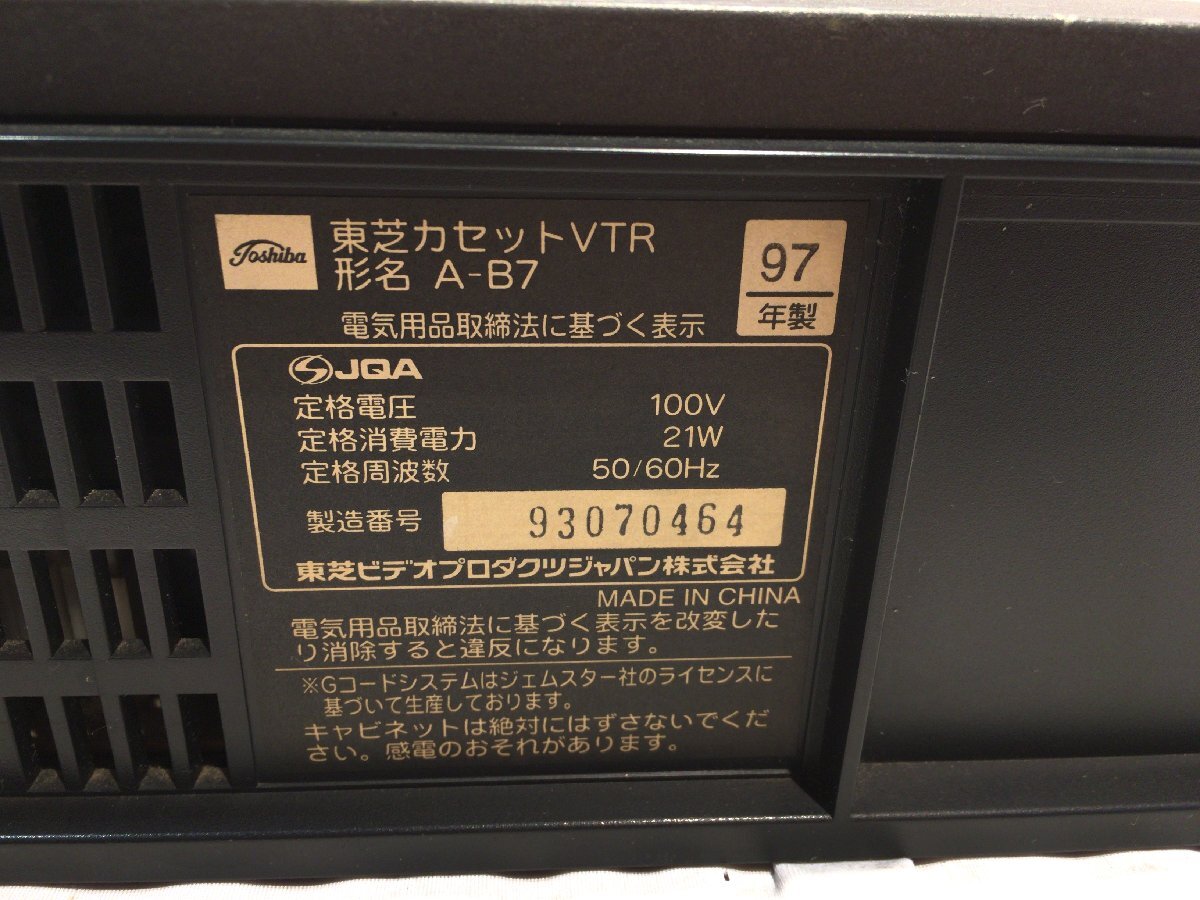 Toshiba
東芝カセットVTR
形名 A-B7
97
年製
電気用品取締法に基づく表示
JQA
定格電圧 100V
定格消費電力 21W
定格周波数 50/60Hz
製造番号 93070464
東芝ビデオプロダクツジャパン株式会社
MADE IN CHINA
電気用品取締法に基づく表示を改変した
り消除すると違反になります。
※Gコードシステムはジェムスター社のライセンスに
基づいて生産しております。
キャビネットは絶対にはずさないでくだ
さい。感電のおそれがあります。